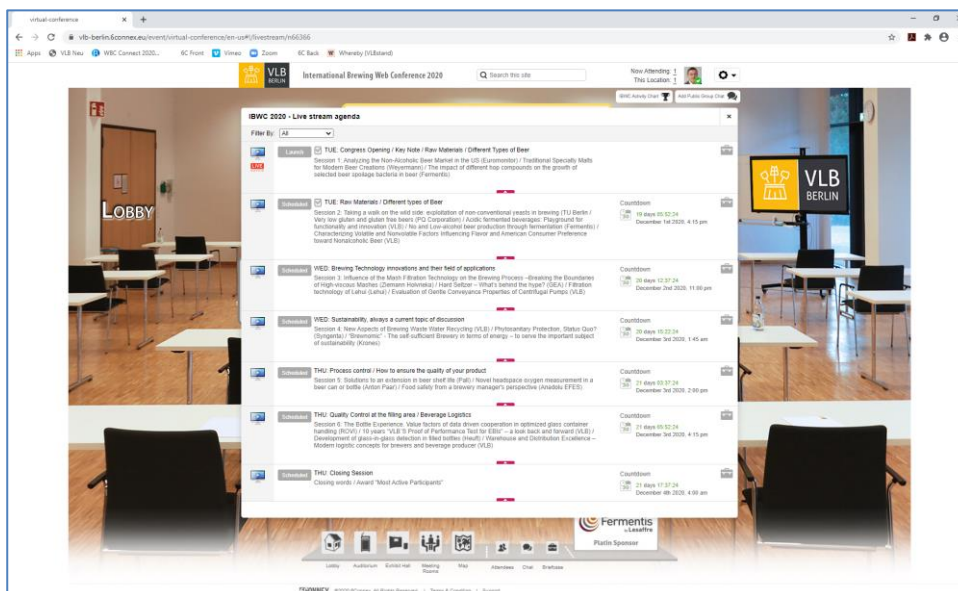 virtual-conference
vlb-berlin.6connex.eu/event/virtual-conference/en-us#!/livestream/n66366
Apps VLB Neu WBC Connect 2020... 6C Front Vimeo Zoom 6C Back Whereby (VLBstand)
VLB
BERLIN
International Brewing Web Conference 2020
Search this site
Now Attending: 1
This Location: 1
IBWC Activity Chart
Add Public Group Chat
IBWC 2020 - Live stream agenda
Filter By: All
Launch TUE: Congress Opening / Key Note / Raw Materials / Different Types of Beer
LIVE
Session 1: Analyzing the Non-Alcoholic Beer Market in the US (Euromonitor) / Traditional Specialty Malts
for Modern Beer Creations (Weyermann) / The impact of different hop compounds on the growth of
selected beer spoilage bacteria in beer (Fermentis)
Scheduled TUE: Raw Materials / Different types of Beer
Session 2: Taking a walk on the wild side: exploitation of non-conventional yeasts in brewing (TU Berlin /
Very low gluten and gluten free beers (PG Corporation) / Acidic fermented beverages: Playground for
functionality and innovation (VLB) / No and Low-alcohol beer production through fermentation (Fermentis) /
Characterizing Volatile and Nonvolatile Factors Influencing Flavor and American Consumer Preference
toward Nonalcoholic Beer (VLB)
Countdown
19 days 05:52:24
December 1st 2020, 4:15 pm
Scheduled WED: Brewing Technology innovations and their field of applications
Session 3: Influence of the Mash Filtration Technology on the Brewing Process –Breaking the Boundaries
of High-viscous Mashes (Ziemann Holvrieka) / Hard Seltzer – What's behind the hype? (GEA) / Filtration
technology of Lehui (Lehui) / Evaluation of Gentle Conveyance Properties of Centrifugal Pumps (VLB)
Countdown
20 days 12:37:24
December 2nd 2020, 11:00 pm
Scheduled WED: Sustainability, always a current topic of discussion
Session 4: New Aspects of Brewing Waste Water Recycling (VLB) / Phytosanitary Protection, Status Quo?
(Syngenta) / "Brewnomic" - The self-sufficient Brewery in terms of energy – to serve the important subject
of sustainability (Krones)
Countdown
20 days 15:22:24
December 3rd 2020, 1:45 am
Scheduled THU: Process control / How to ensure the quality of your product
Session 5: Solutions to an extension in beer shelf life (Pall) / Novel headspace oxygen measurement in a
beer can or bottle (Anton Paar) / Food safety from a brewery manager's perspective (Anadolu EFES)
Countdown
21 days 03:37:24
December 3rd 2020, 2:00 pm
Scheduled THU: Quality Control at the filling area / Beverage Logistics
Session 6: The Bottle Experience. Value factors of data driven cooperation in optimized glass container
handling (ROVI) / 10 years "VLB'S Proof of Performance Test for EBIs" – a look back and forward (VLB) /
Development of glass-in-glass detection in filled bottles (Heuft) / Warehouse and Distribution Excellence –
Modern logistic concepts for brewers and beverage producer (VLB)
Countdown
21 days 05:52:24
December 3rd 2020, 4:15 pm
Scheduled THU: Closing Session
Closing words / Award "Most Active Participants"
Countdown
21 days 17:37:24
December 4th 2020, 4:00 am
LOBBY
VLB
BERLIN
Fermentis
by Lesaffre
Platin Sponsor
Lobby Auditorium Exhibit Hall Meeting Rooms Map Attendees Chat Briefcase